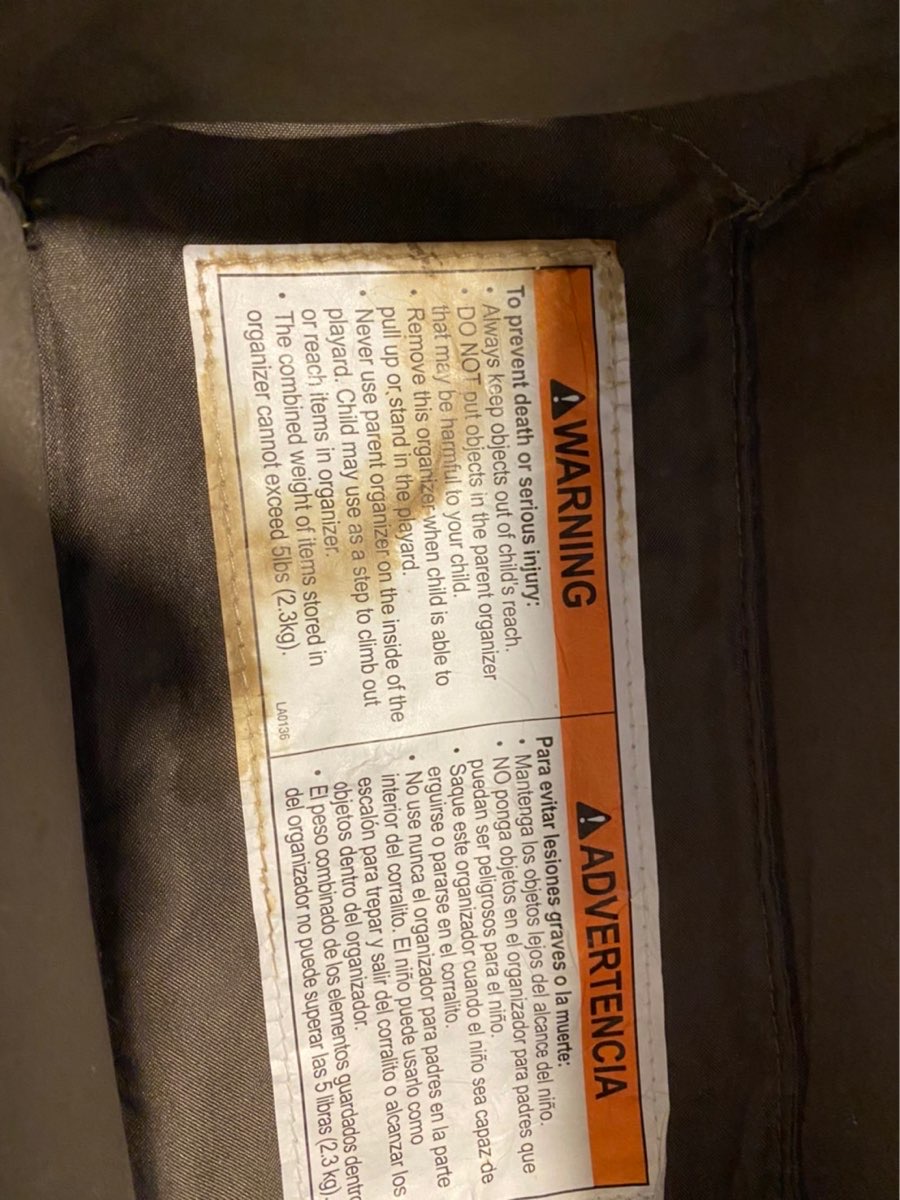 ⚠WARNING
To prevent death or serious injury:
• Always keep objects out of child's reach.
• DO NOT put objects in the parent organizer
that may be harmful to your child.
• Remove this organizer when child is able to
pull up or stand in the playard.
• Never use parent organizer on the inside of the
playard. Child may use as a step to climb out
or reach items in organizer.
• The combined weight of items stored in
organizer cannot exceed 5lbs (2.3kg).
LA0136
⚠ADVERTENCIA
Para evitar lesiones graves o la muerte:
• Mantenga los objetos lejos del alcance del niño.
• NO ponga objetos en el organizador para padres que
puedan ser peligrosos para el niño.
• Saque este organizador cuando el niño sea capaz de
erguirse o pararse en el corralito.
• No use nunca el organizador para padres en la parte
interior del corralito. El niño puede usarlo como
escalón para trepar y salir del corralito o alcanzar los
objetos dentro del organizador.
• El peso combinado de los elementos guardados dentro
del organizador no puede superar las 5 libras (2.3 kg).